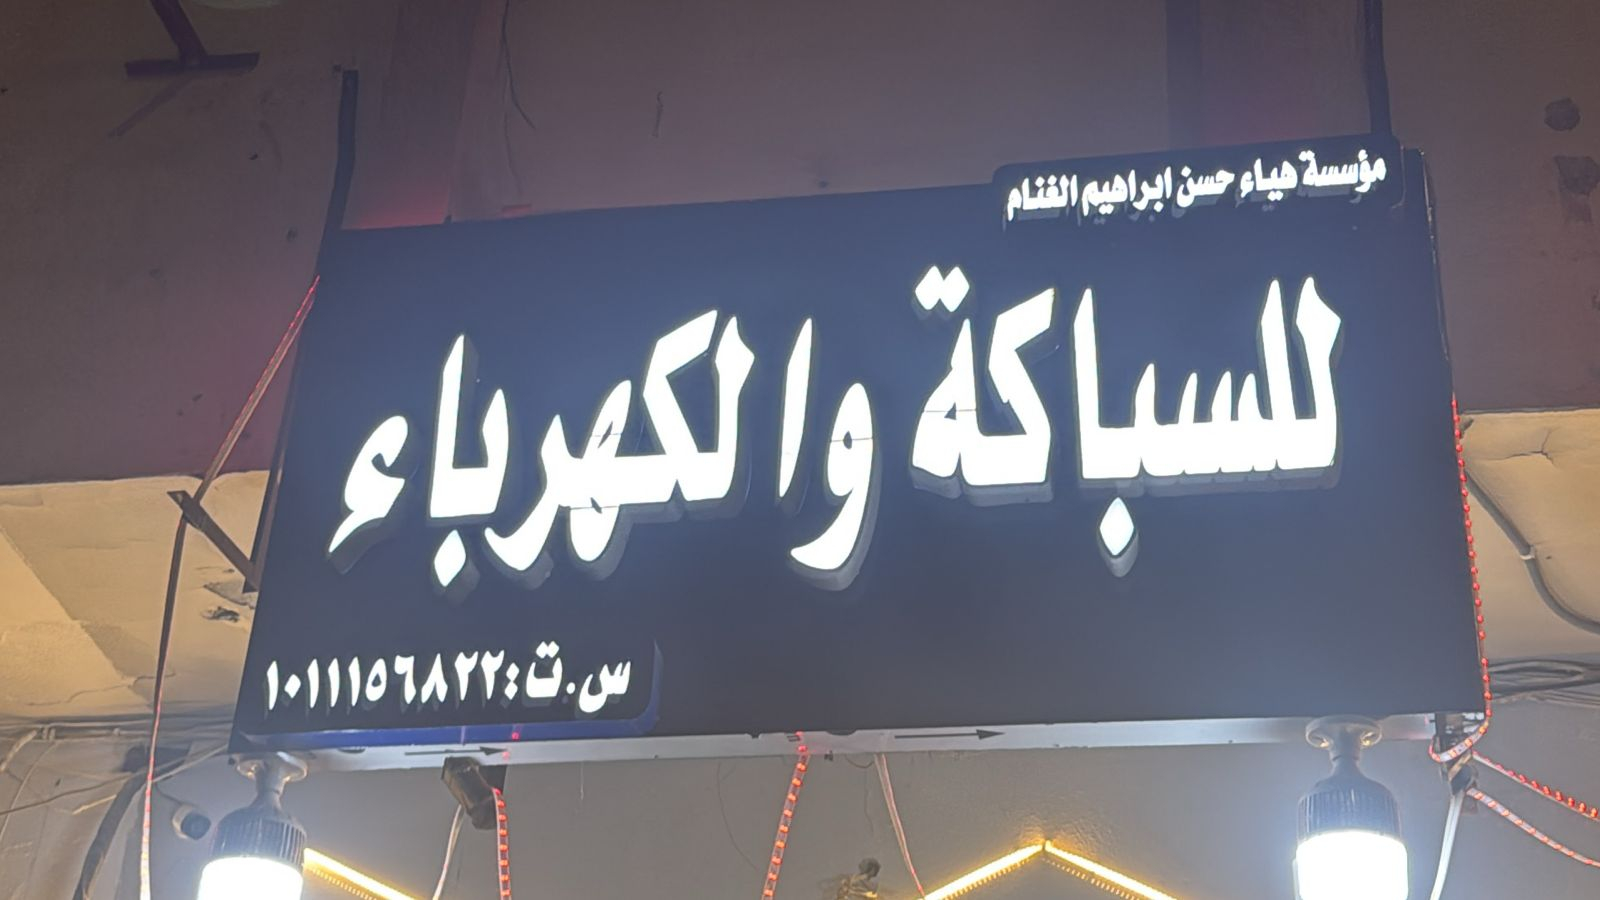 مؤسسة هياء حسن ابراهيم الغنام
للسباكة والكهرباء
س.ت:١٠١١١٥٦٨٢٢